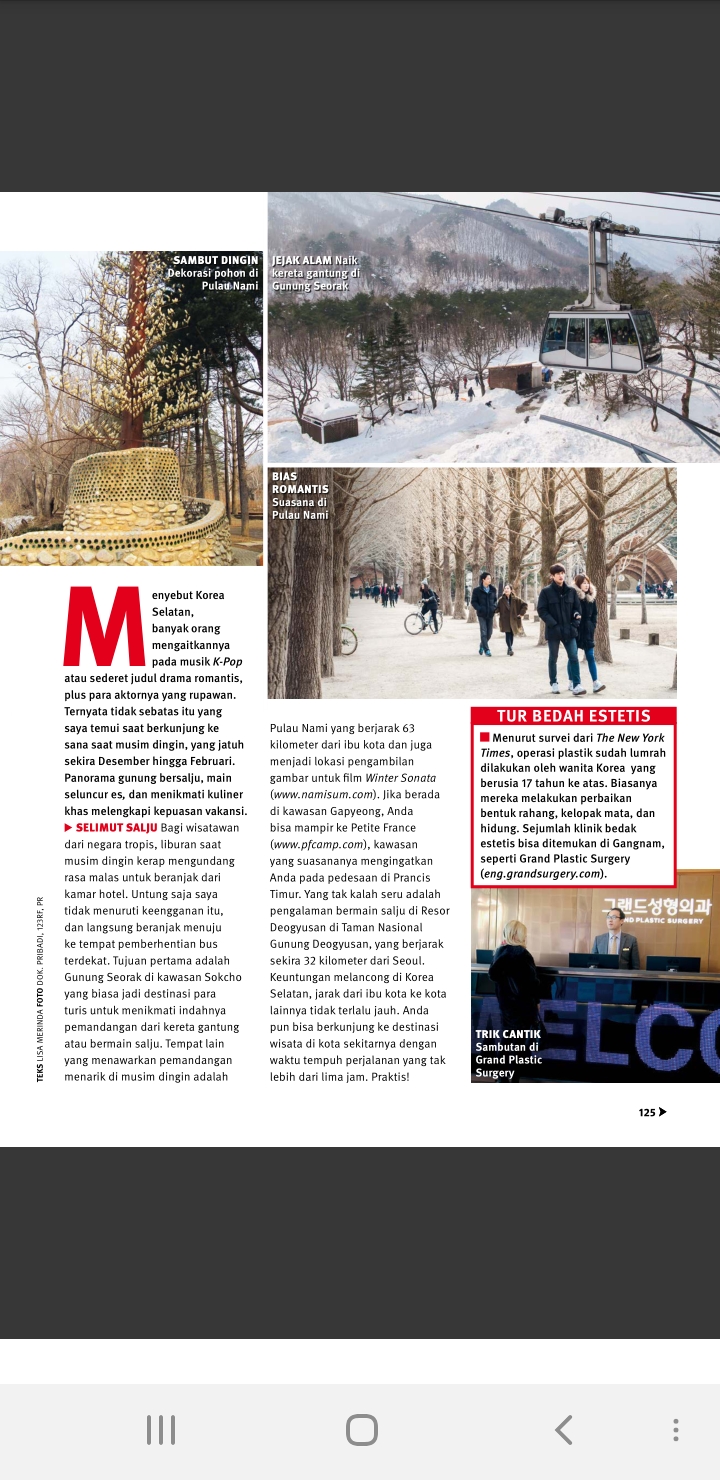 SAMBUT DINGIN
Dekorasi pohon di
Pulau Nami
JEJAK ALAM Naik
kereta gantung di
Gunung Seorak
BIAS
ROMANTIS
Suasana di
Pulau Nami
Menyebut Korea
Selatan,
banyak orang
mengaitkannya
pada musik K-Pop
atau sederet judul drama romantis,
plus para aktornya yang rupawan.
Ternyata tidak sebatas itu yang
saya temui saat berkunjung ke
sana saat musim dingin, yang jatuh
sekira Desember hingga Februari.
Panorama gunung bersalju, main
seluncur es, dan menikmati kuliner
khas melengkapi kepuasan vakansi.
▶ SELIMUT SALJU Bagi wisatawan
dari negara tropis, liburan saat
musim dingin kerap mengundang
rasa malas untuk beranjak dari
kamar hotel. Untung saja saya
tidak menuruti keengganan itu,
dan langsung beranjak menuju
ke tempat pemberhentian bus
terdekat. Tujuan pertama adalah
Gunung Seorak di kawasan Sokcho
yang biasa jadi destinasi para
turis untuk menikmati indahnya
pemandangan dari kereta gantung
atau bermain salju. Tempat lain
yang menawarkan pemandangan
menarik di musim dingin adalah
Pulau Nami yang berjarak 63
kilometer dari ibu kota dan juga
menjadi lokasi pengambilan
gambar untuk film Winter Sonata
(www.namisum.com). Jika berada
di kawasan Gapyeong, Anda
bisa mampir ke Petite France
(www.pfcamp.com), kawasan
yang suasananya mengingatkan
Anda pada pedesaan di Prancis
Timur. Yang tak kalah seru adalah
pengalaman bermain salju di Resor
Deogyusan di Taman Nasional
Gunung Deogyusan, yang berjarak
sekira 32 kilometer dari Seoul.
Keuntungan melancong di Korea
Selatan, jarak dari ibu kota ke kota
lainnya tidak terlalu jauh. Anda
pun bisa berkunjung ke destinasi
wisata di kota sekitarnya dengan
waktu tempuh perjalanan yang tak
lebih dari lima jam. Praktis!
TUR BEDAH ESTETIS
■ Menurut survei dari The New York
Times, operasi plastik sudah lumrah
dilakukan oleh wanita Korea yang
berusia 17 tahun ke atas. Biasanya
mereka melakukan perbaikan
bentuk rahang, kelopak mata, dan
hidung. Sejumlah klinik bedak
estetis bisa ditemukan di Gangnam,
seperti Grand Plastic Surgery
(eng.grandsurgery.com).
그랜드성형외과
ND PLASTIC SURGERY
ELCO
TRIK CANTIK
Sambutan di
Grand Plastic
Surgery
TEKS LISA MERINDA FOTO DOK. PRIBADI, 123RF, PR
125